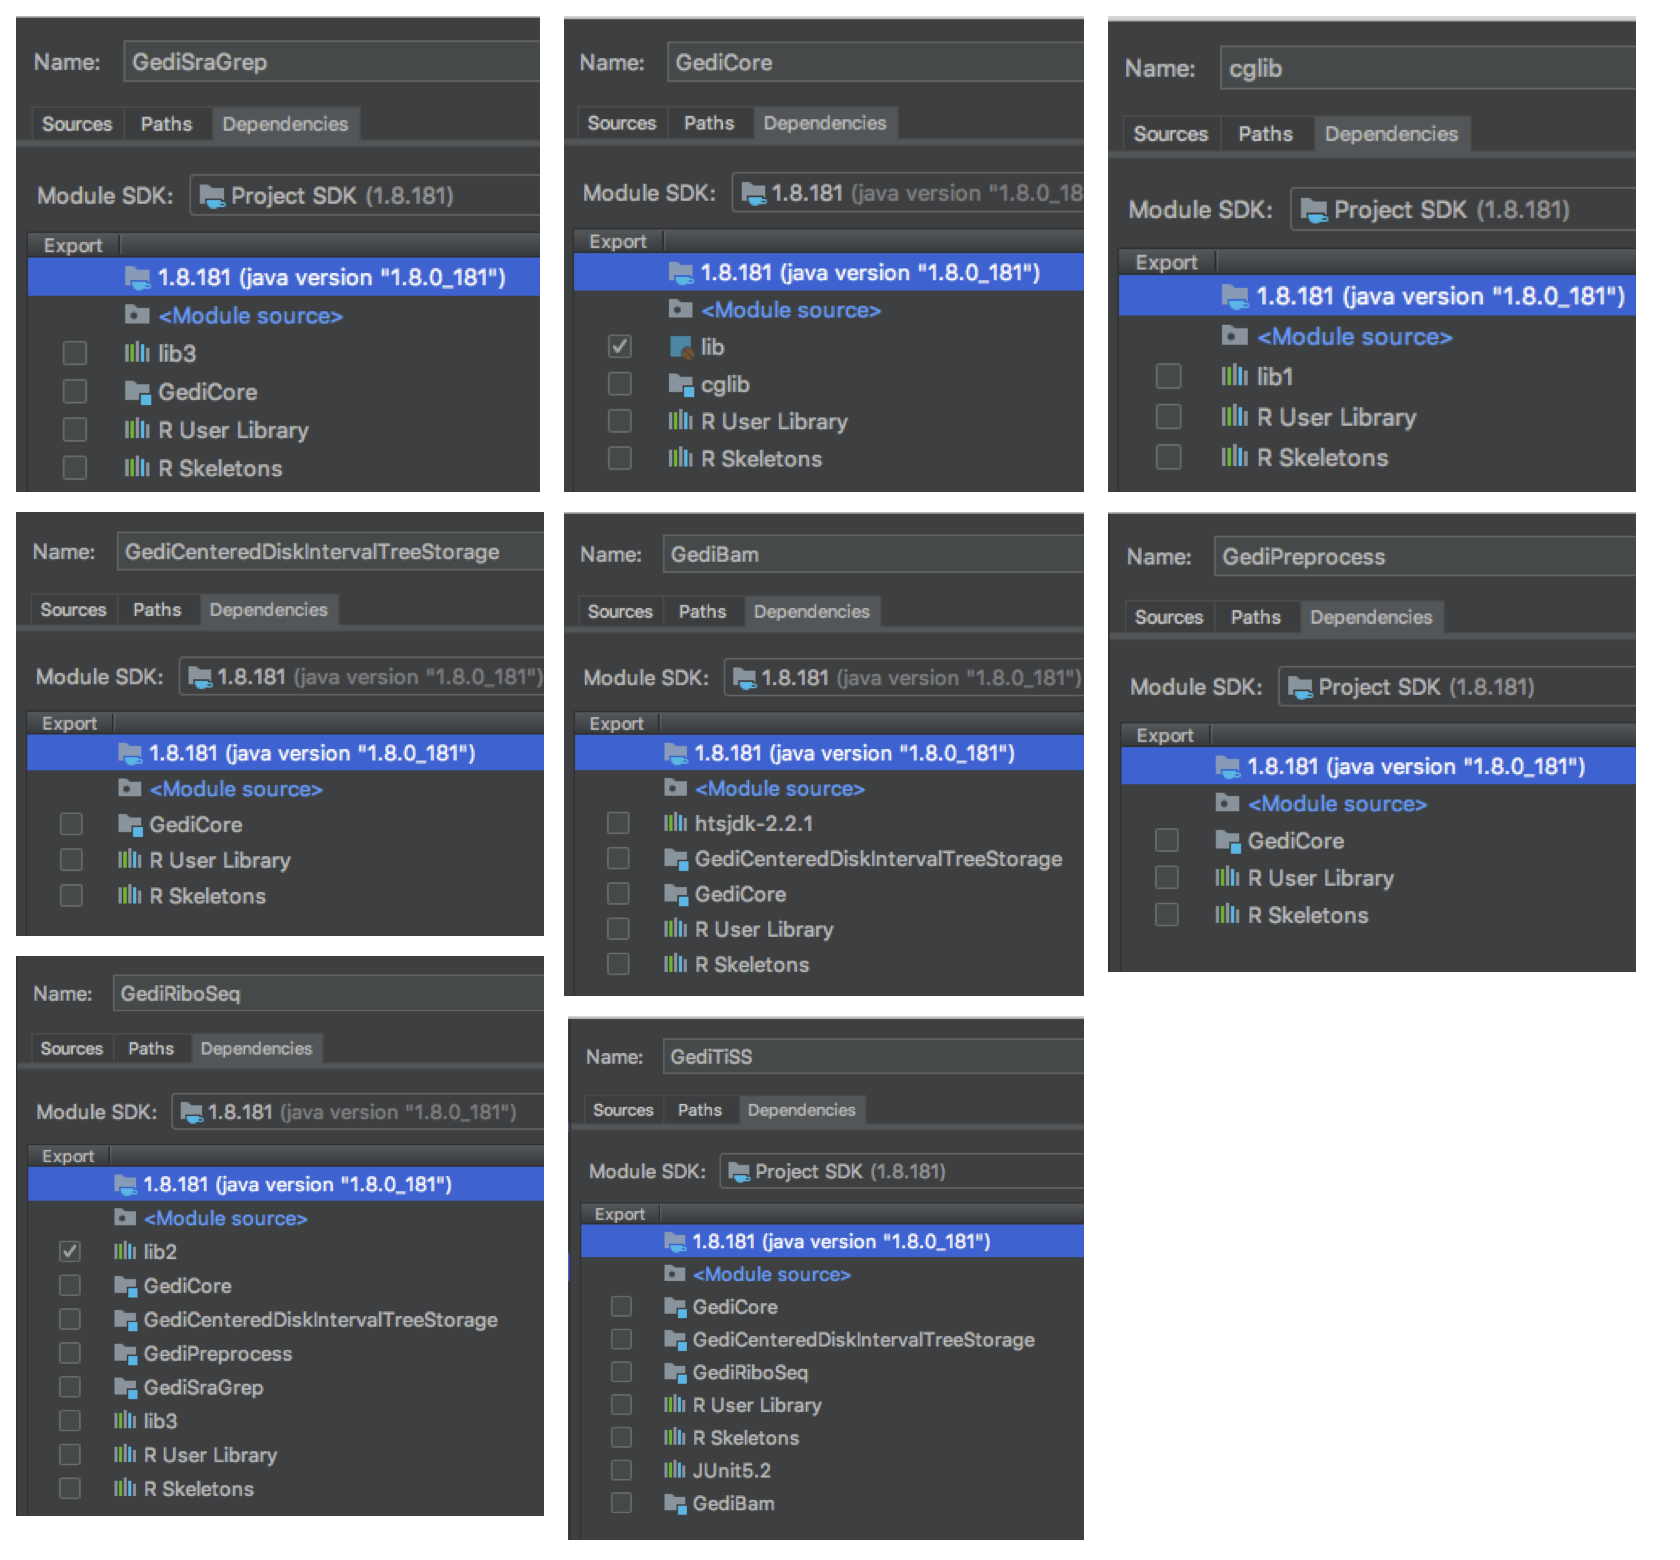 Name: GediSraGrep
Sources Paths Dependencies
Module SDK: Project SDK (1.8.181)
Export
1.8.181 (java version "1.8.0_181")
<Module source>
lib3
GediCore
R User Library
R Skeletons
Name: GediCore
Sources Paths Dependencies
Module SDK: 1.8.181 (java version "1.8.0_18
Export
1.8.181 (java version "1.8.0_181")
<Module source>
lib
cglib
R User Library
R Skeletons
Name: cglib
Sources Paths Dependencies
Module SDK: Project SDK (1.8.181)
Export
1.8.181 (java version "1.8.0_181")
<Module source>
lib1
R User Library
R Skeletons
Name: GediCenteredDiskIntervalTreeStorage
Sources Paths Dependencies
Module SDK: 1.8.181 (java version "1.8.0_181")
Export
1.8.181 (java version "1.8.0_181")
<Module source>
GediCore
R User Library
R Skeletons
Name: GediBam
Sources Paths Dependencies
Module SDK: 1.8.181 (java version "1.8.0_181")
Export
1.8.181 (java version "1.8.0_181")
<Module source>
htsjdk-2.2.1
GediCenteredDiskIntervalTreeStorage
GediCore
R User Library
R Skeletons
Name: GediPreprocess
Sources Paths Dependencies
Module SDK: Project SDK (1.8.181)
Export
1.8.181 (java version "1.8.0_181")
<Module source>
GediCore
R User Library
R Skeletons
Name: GediRiboSeq
Sources Paths Dependencies
Module SDK: 1.8.181 (java version "1.8.0_181")
Export
1.8.181 (java version "1.8.0_181")
<Module source>
lib2
GediCore
GediCenteredDiskIntervalTreeStorage
GediPreprocess
GediSraGrep
lib3
R User Library
R Skeletons
Name: GediTiSS
Sources Paths Dependencies
Module SDK: Project SDK (1.8.181)
Export
1.8.181 (java version "1.8.0_181")
<Module source>
GediCore
GediCenteredDiskIntervalTreeStorage
GediRiboSeq
R User Library
R Skeletons
JUnit5.2
GediBam